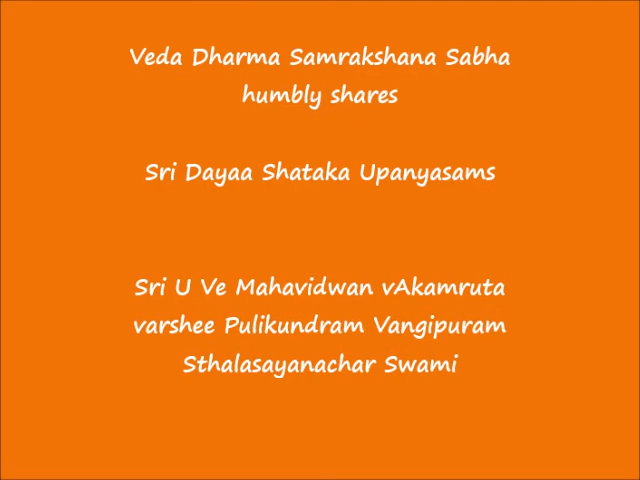 Veda Dharma Samrakshana Sabha
humbly shares
Sri Dayaa Shataka Upanyasams
Sri U Ve Mahavidwan vAkamruta
varshee Pulikundram Vangipuram
Sthalasayanachar Swami